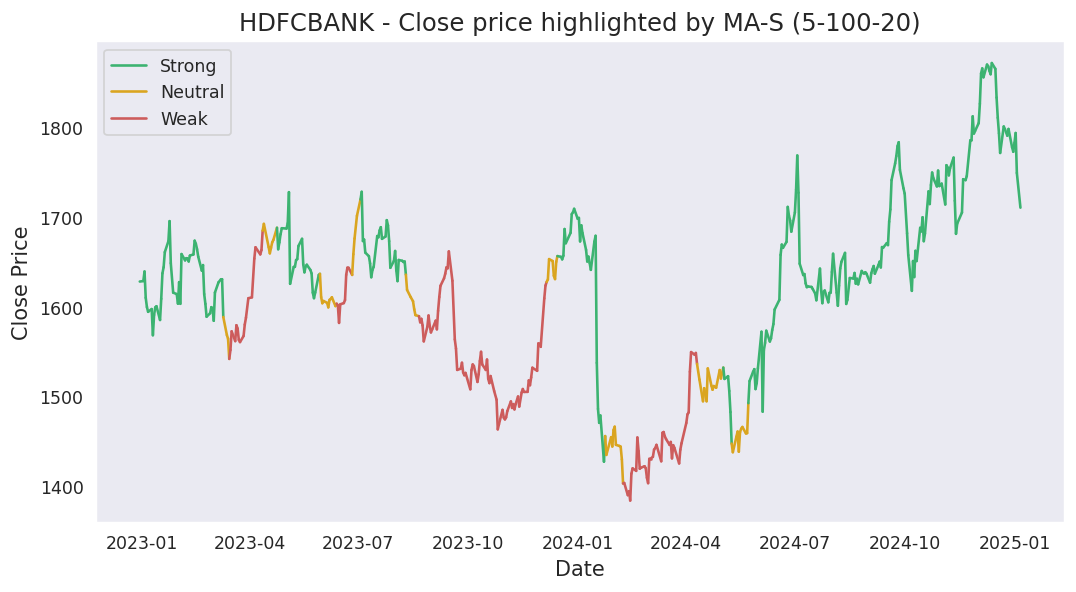 HDFCBANK - Close price highlighted by MA-S (5-100-20)
Strong
Neutral
Weak
Close Price
1800
1700
1600
1500
1400
2023-01 2023-04 2023-07 2023-10 2024-01 2024-04 2024-07 2024-10 2025-01
Date